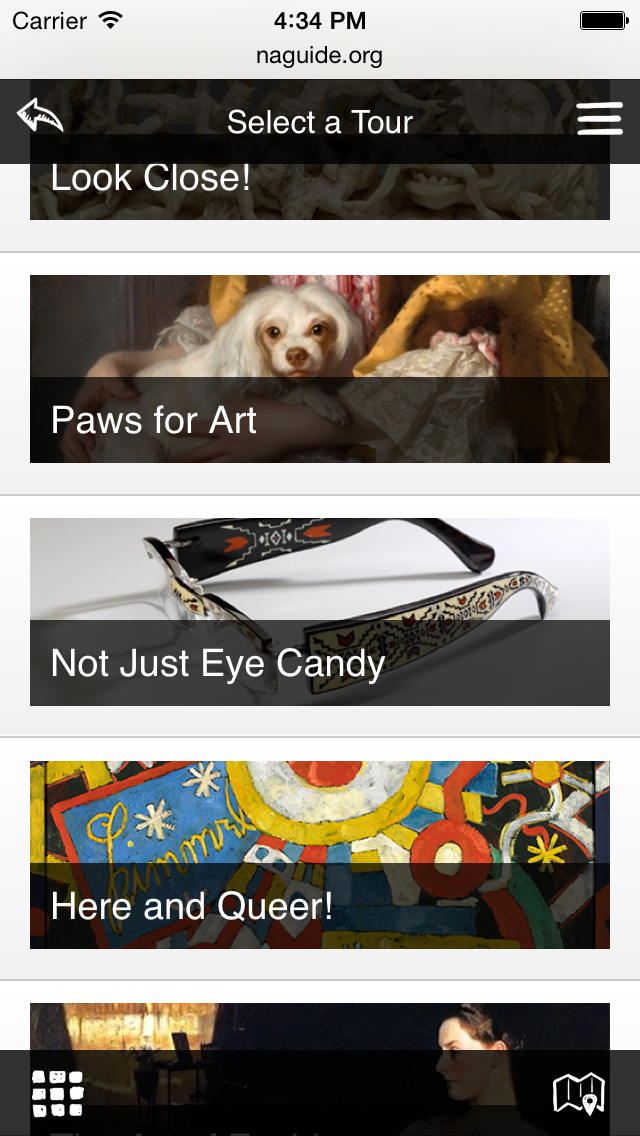 Carrier 4:34 PM
naguide.org
Select a Tour
Look Close!
Paws for Art
Not Just Eye Candy
Here and Queer!